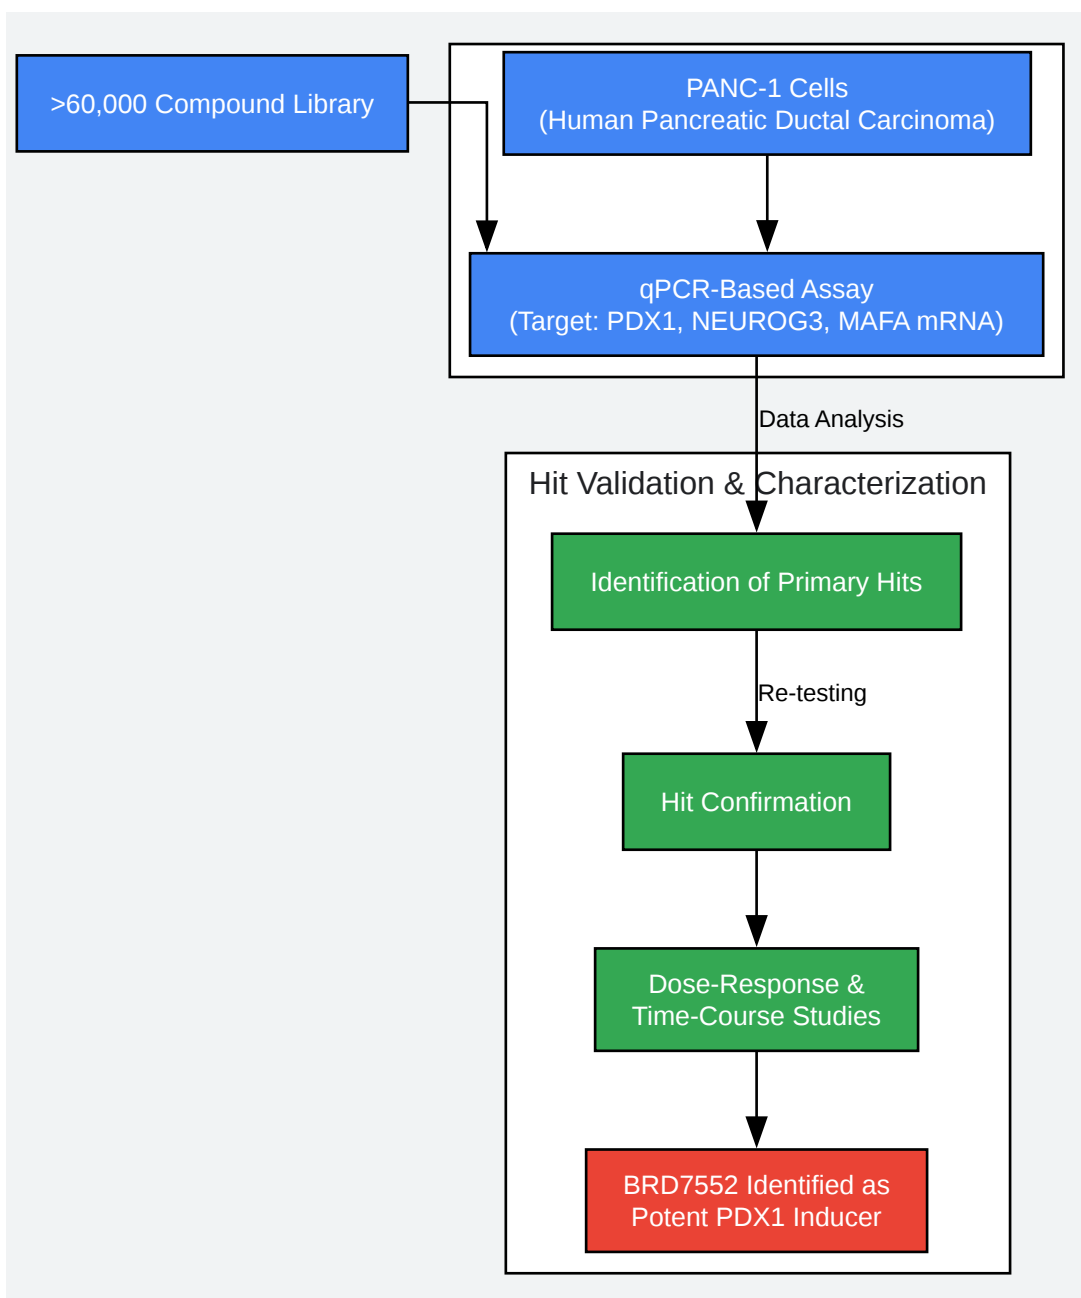 >60,000 Compound Library
PANC-1 Cells
(Human Pancreatic Ductal Carcinoma)
qPCR-Based Assay
(Target: PDX1, NEUROG3, MAFA mRNA)
Data Analysis
Hit Validation & Characterization
Identification of Primary Hits
Re-testing
Hit Confirmation
Dose-Response &
Time-Course Studies
BRD7552 Identified as
Potent PDX1 Inducer